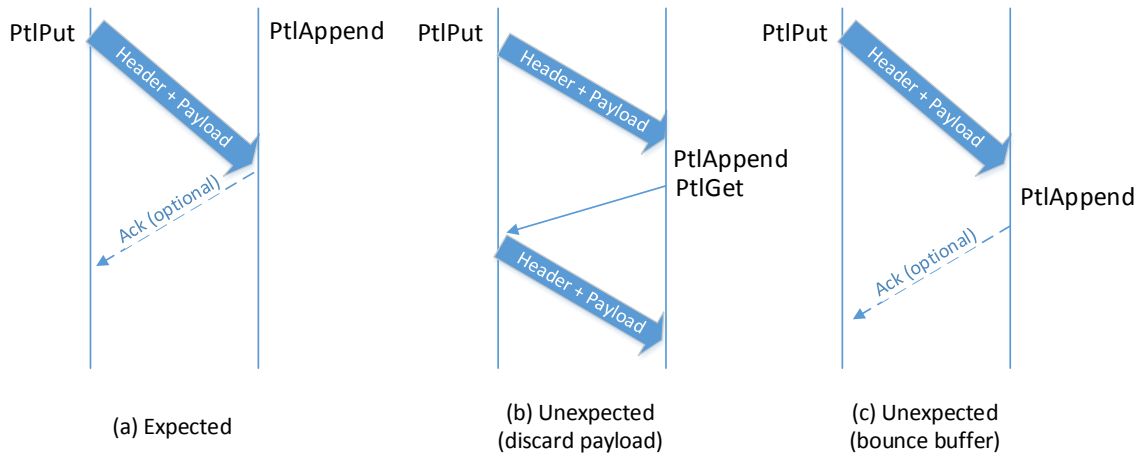 PtlPut
PtlAppend
Header + Payload
Ack (optional)
(a) Expected
PtlPut
Header + Payload
PtlAppend
PtlGet
Header + Payload
(b) Unexpected
(discard payload)
PtlPut
Header + Payload
PtlAppend
Ack (optional)
(c) Unexpected
(bounce buffer)